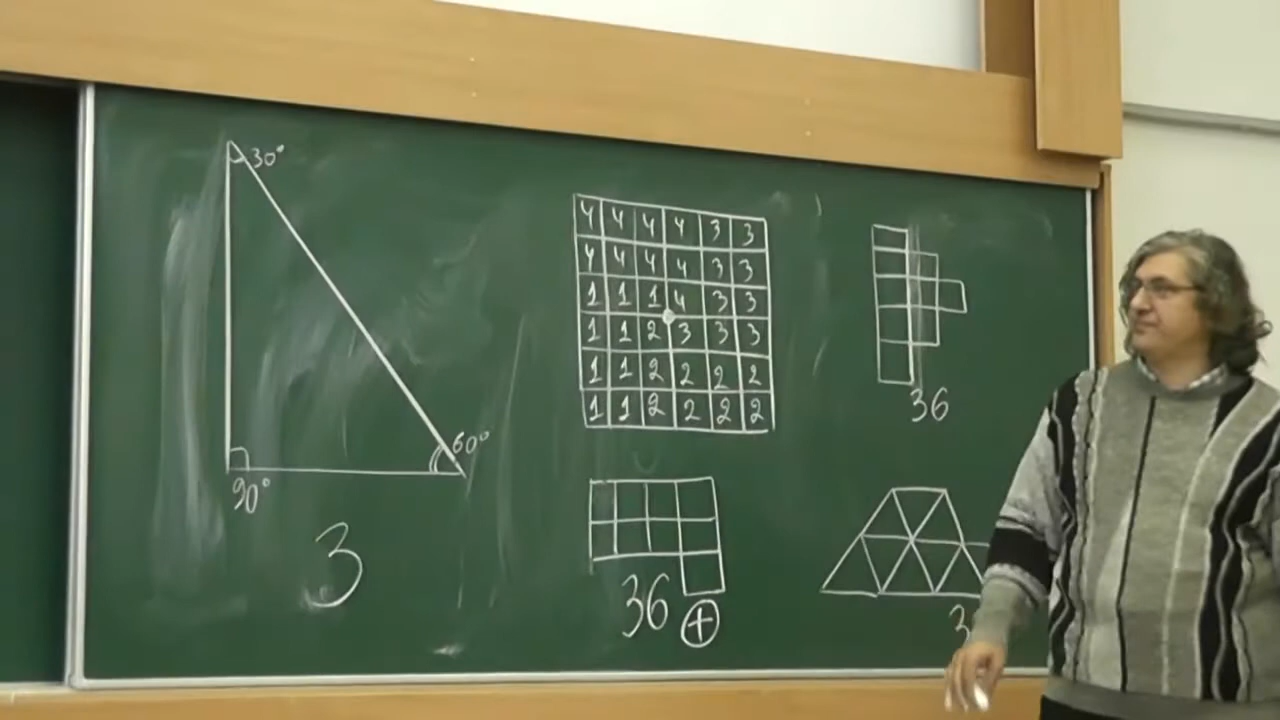 30°
60°
90°
3
4 4 4 4 3 3
4 4 4 4 3 3
1 1 1 4 3 3
1 1 2 3 3 3
1 1 2 2 2 2
1 1 2 2 2 2
36
36 +
3